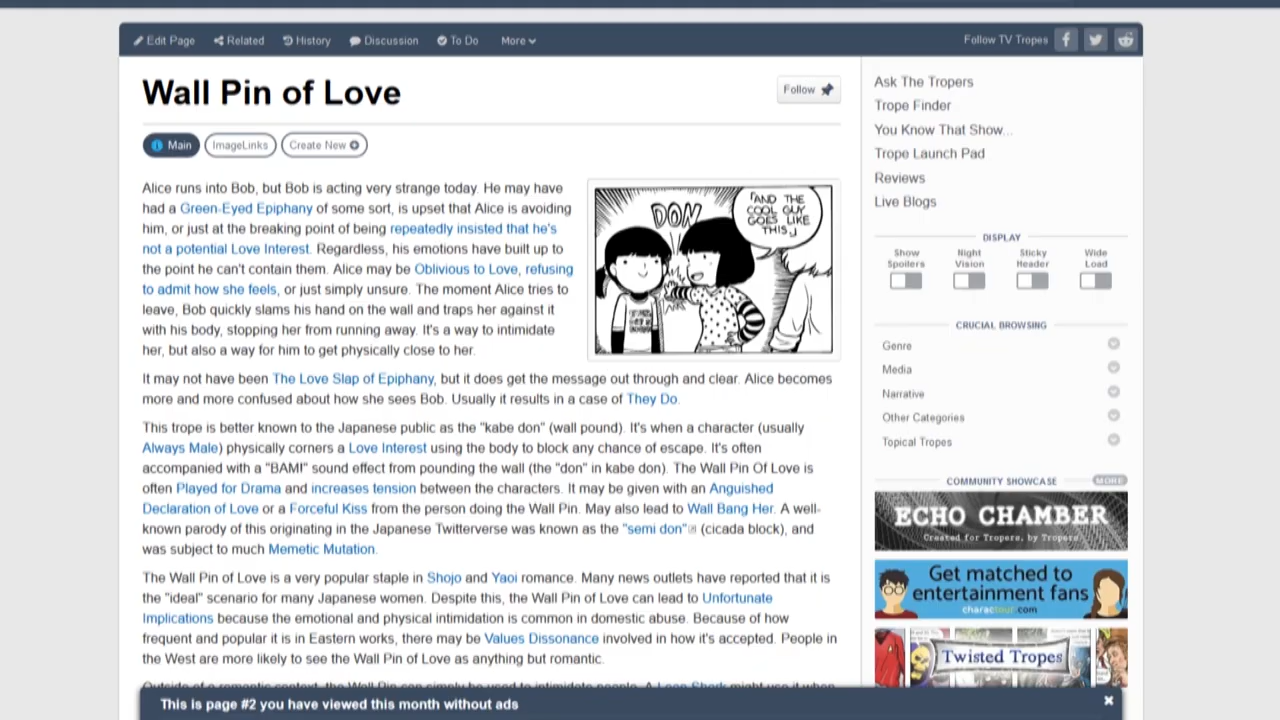 Edit Page Related History Discussion To Do More Follow TV Tropes
Wall Pin of Love
Follow
Main ImageLinks Create New
Alice runs into Bob, but Bob is acting very strange today. He may have
had a Green-Eyed Epiphany of some sort, is upset that Alice is avoiding
him, or just at the breaking point of being repeatedly insisted that he's
not a potential Love Interest. Regardless, his emotions have built up to
the point he can't contain them. Alice may be Oblivious to Love, refusing
to admit how she feels, or just simply unsure. The moment Alice tries to
leave, Bob quickly slams his hand on the wall and traps her against it
with his body, stopping her from running away. It's a way to intimidate
her, but also a way for him to get physically close to her.
DON
「AND THE
COOL GUY
GOES LIKE
THIS」
It may not have been The Love Slap of Epiphany, but it does get the message out through and clear. Alice becomes
more and more confused about how she sees Bob. Usually it results in a case of They Do.
This trope is better known to the Japanese public as the "kabe don" (wall pound). It's when a character (usually
Always Male) physically corners a Love Interest using the body to block any chance of escape. It's often
accompanied with a "BAM!" sound effect from pounding the wall (the "don" in kabe don). The Wall Pin Of Love is
often Played for Drama and increases tension between the characters. It may be given with an Anguished
Declaration of Love or a Forceful Kiss from the person doing the Wall Pin. May also lead to Wall Bang Her. A well-
known parody of this originating in the Japanese Twitterverse was known as the "semi don" (cicada block), and
was subject to much Memetic Mutation.
The Wall Pin of Love is a very popular staple in Shojo and Yaoi romance. Many news outlets have reported that it is
the "ideal" scenario for many Japanese women. Despite this, the Wall Pin of Love can lead to Unfortunate
Implications because the emotional and physical intimidation is common in domestic abuse. Because of how
frequent and popular it is in Eastern works, there may be Values Dissonance involved in how it's accepted. People in
the West are more likely to see the Wall Pin of Love as anything but romantic.
Outside of a romance context, the Wall Pin can simply be used to intimidate people. A Loan Shark might use it when
Ask The Tropers
Trope Finder
You Know That Show...
Trope Launch Pad
Reviews
Live Blogs
DISPLAY
Show Spoilers
Night Vision
Sticky Header
Wide Load
CRUCIAL BROWSING
Genre
Media
Narrative
Other Categories
Topical Tropes
COMMUNITY SHOWCASE MORE
ECHO CHAMBER
Created for Tropers, by Tropers
Get matched to
entertainment fans
charactour.com
Twisted Tropes
This is page #2 you have viewed this month without ads